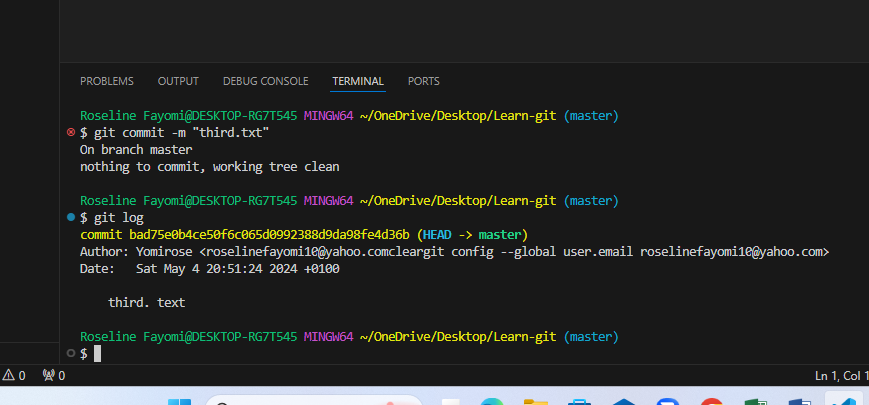 PROBLEMS OUTPUT DEBUG CONSOLE TERMINAL PORTS
Roseline Fayomi@DESKTOP-RG7T545 MINGW64 ~/OneDrive/Desktop/Learn-git (master)
$ git commit -m "third.txt"
On branch master
nothing to commit, working tree clean
Roseline Fayomi@DESKTOP-RG7T545 MINGW64 ~/OneDrive/Desktop/Learn-git (master)
$ git log
commit bad75e0b4ce50f6c065d0992388d9da98fe4d36b (HEAD -> master)
Author: Yomirose <roselinefayomi10@yahoo.comcleargit config --global user.email roselinefayomi10@yahoo.com>
Date:   Sat May 4 20:51:24 2024 +0100
    third. text
Roseline Fayomi@DESKTOP-RG7T545 MINGW64 ~/OneDrive/Desktop/Learn-git (master)
$
0 0 Ln 1, Col 1